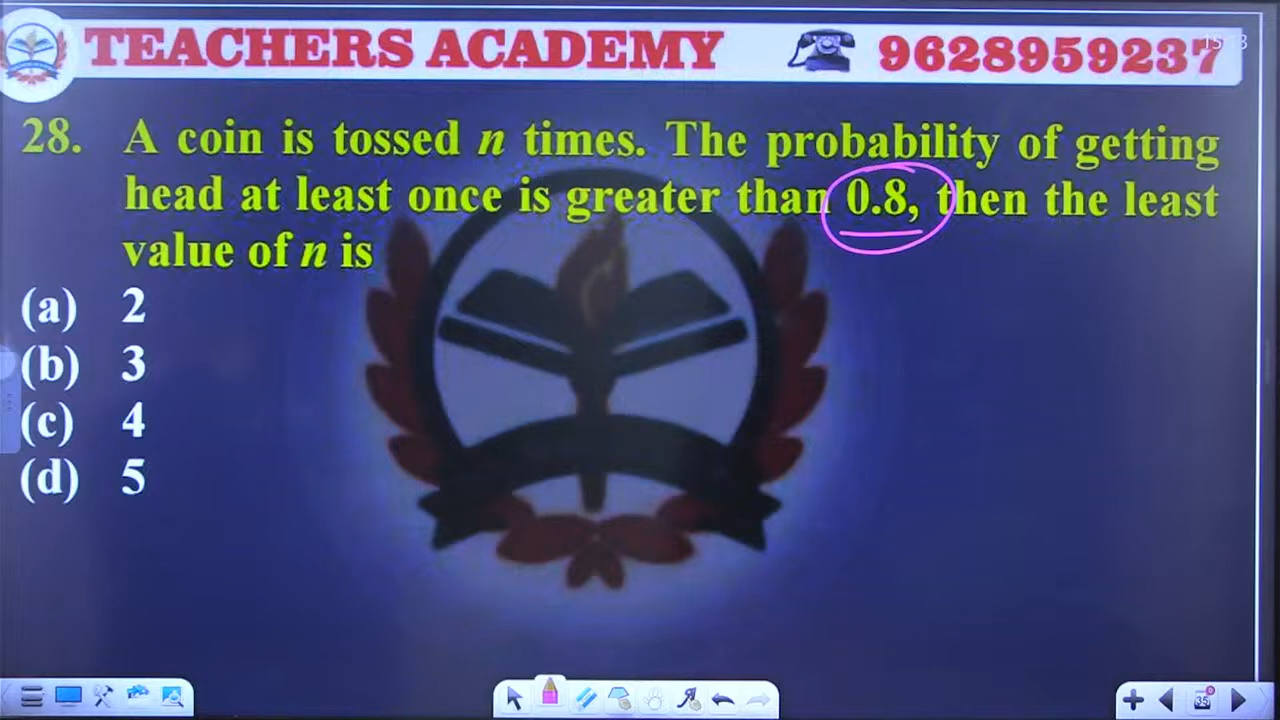 TEACHERS ACADEMY 9628959237
28. A coin is tossed n times. The probability of getting
head at least once is greater than 0.8, then the least
value of n is
(a) 2
(b) 3
(c) 4
(d) 5